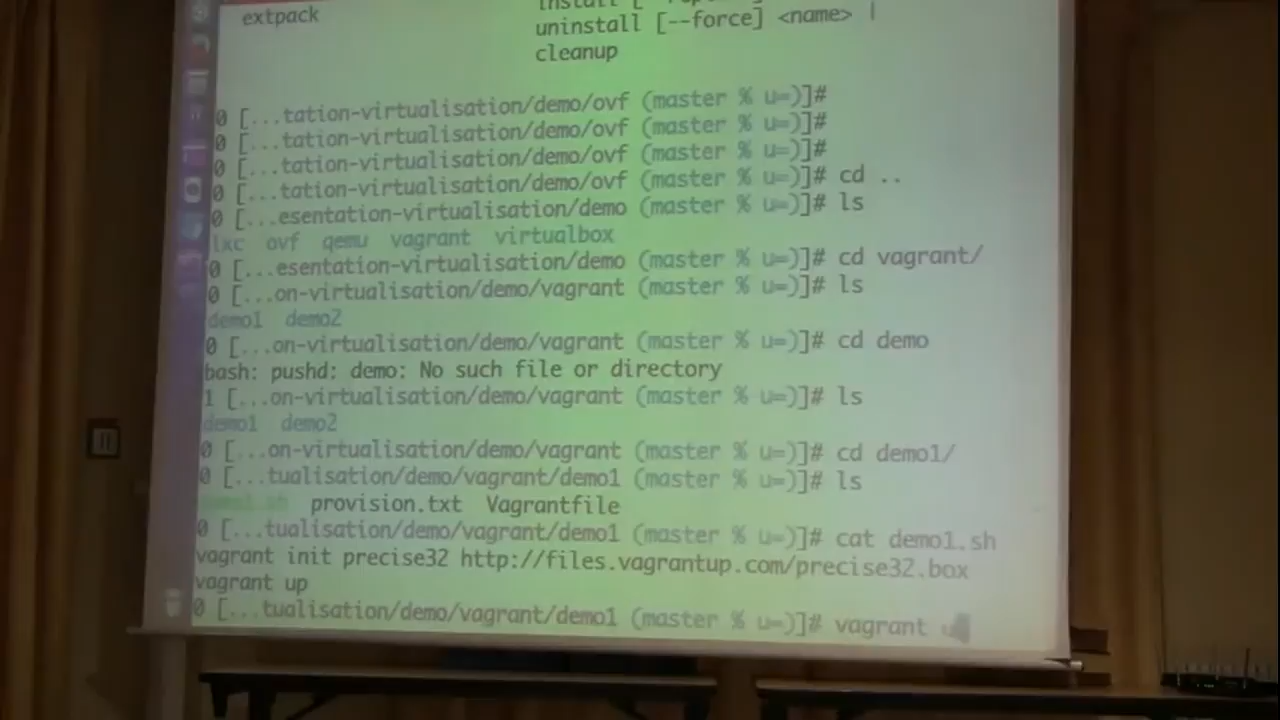 extpack
uninstall [--force] <name> |
cleanup
0 [...tation-virtualisation/demo/ovf (master % u=)]#
0 [...tation-virtualisation/demo/ovf (master % u=)]#
0 [...tation-virtualisation/demo/ovf (master % u=)]#
0 [...tation-virtualisation/demo/ovf (master % u=)]# cd ..
0 [...esentation-virtualisation/demo (master % u=)]# ls
lxc ovf qemu vagrant virtualbox
0 [...esentation-virtualisation/demo (master % u=)]# cd vagrant/
0 [...on-virtualisation/demo/vagrant (master % u=)]# ls
demo1 demo2
0 [...on-virtualisation/demo/vagrant (master % u=)]# cd demo
bash: pushd: demo: No such file or directory
1 [...on-virtualisation/demo/vagrant (master % u=)]# ls
demo1 demo2
0 [...on-virtualisation/demo/vagrant (master % u=)]# cd demo1/
0 [...tualisation/demo/vagrant/demo1 (master % u=)]# ls
demo1.sh provision.txt Vagrantfile
0 [...tualisation/demo/vagrant/demo1 (master % u=)]# cat demo1.sh
vagrant init precise32 http://files.vagrantup.com/precise32.box
vagrant up
0 [...tualisation/demo/vagrant/demo1 (master % u=)]# vagrant